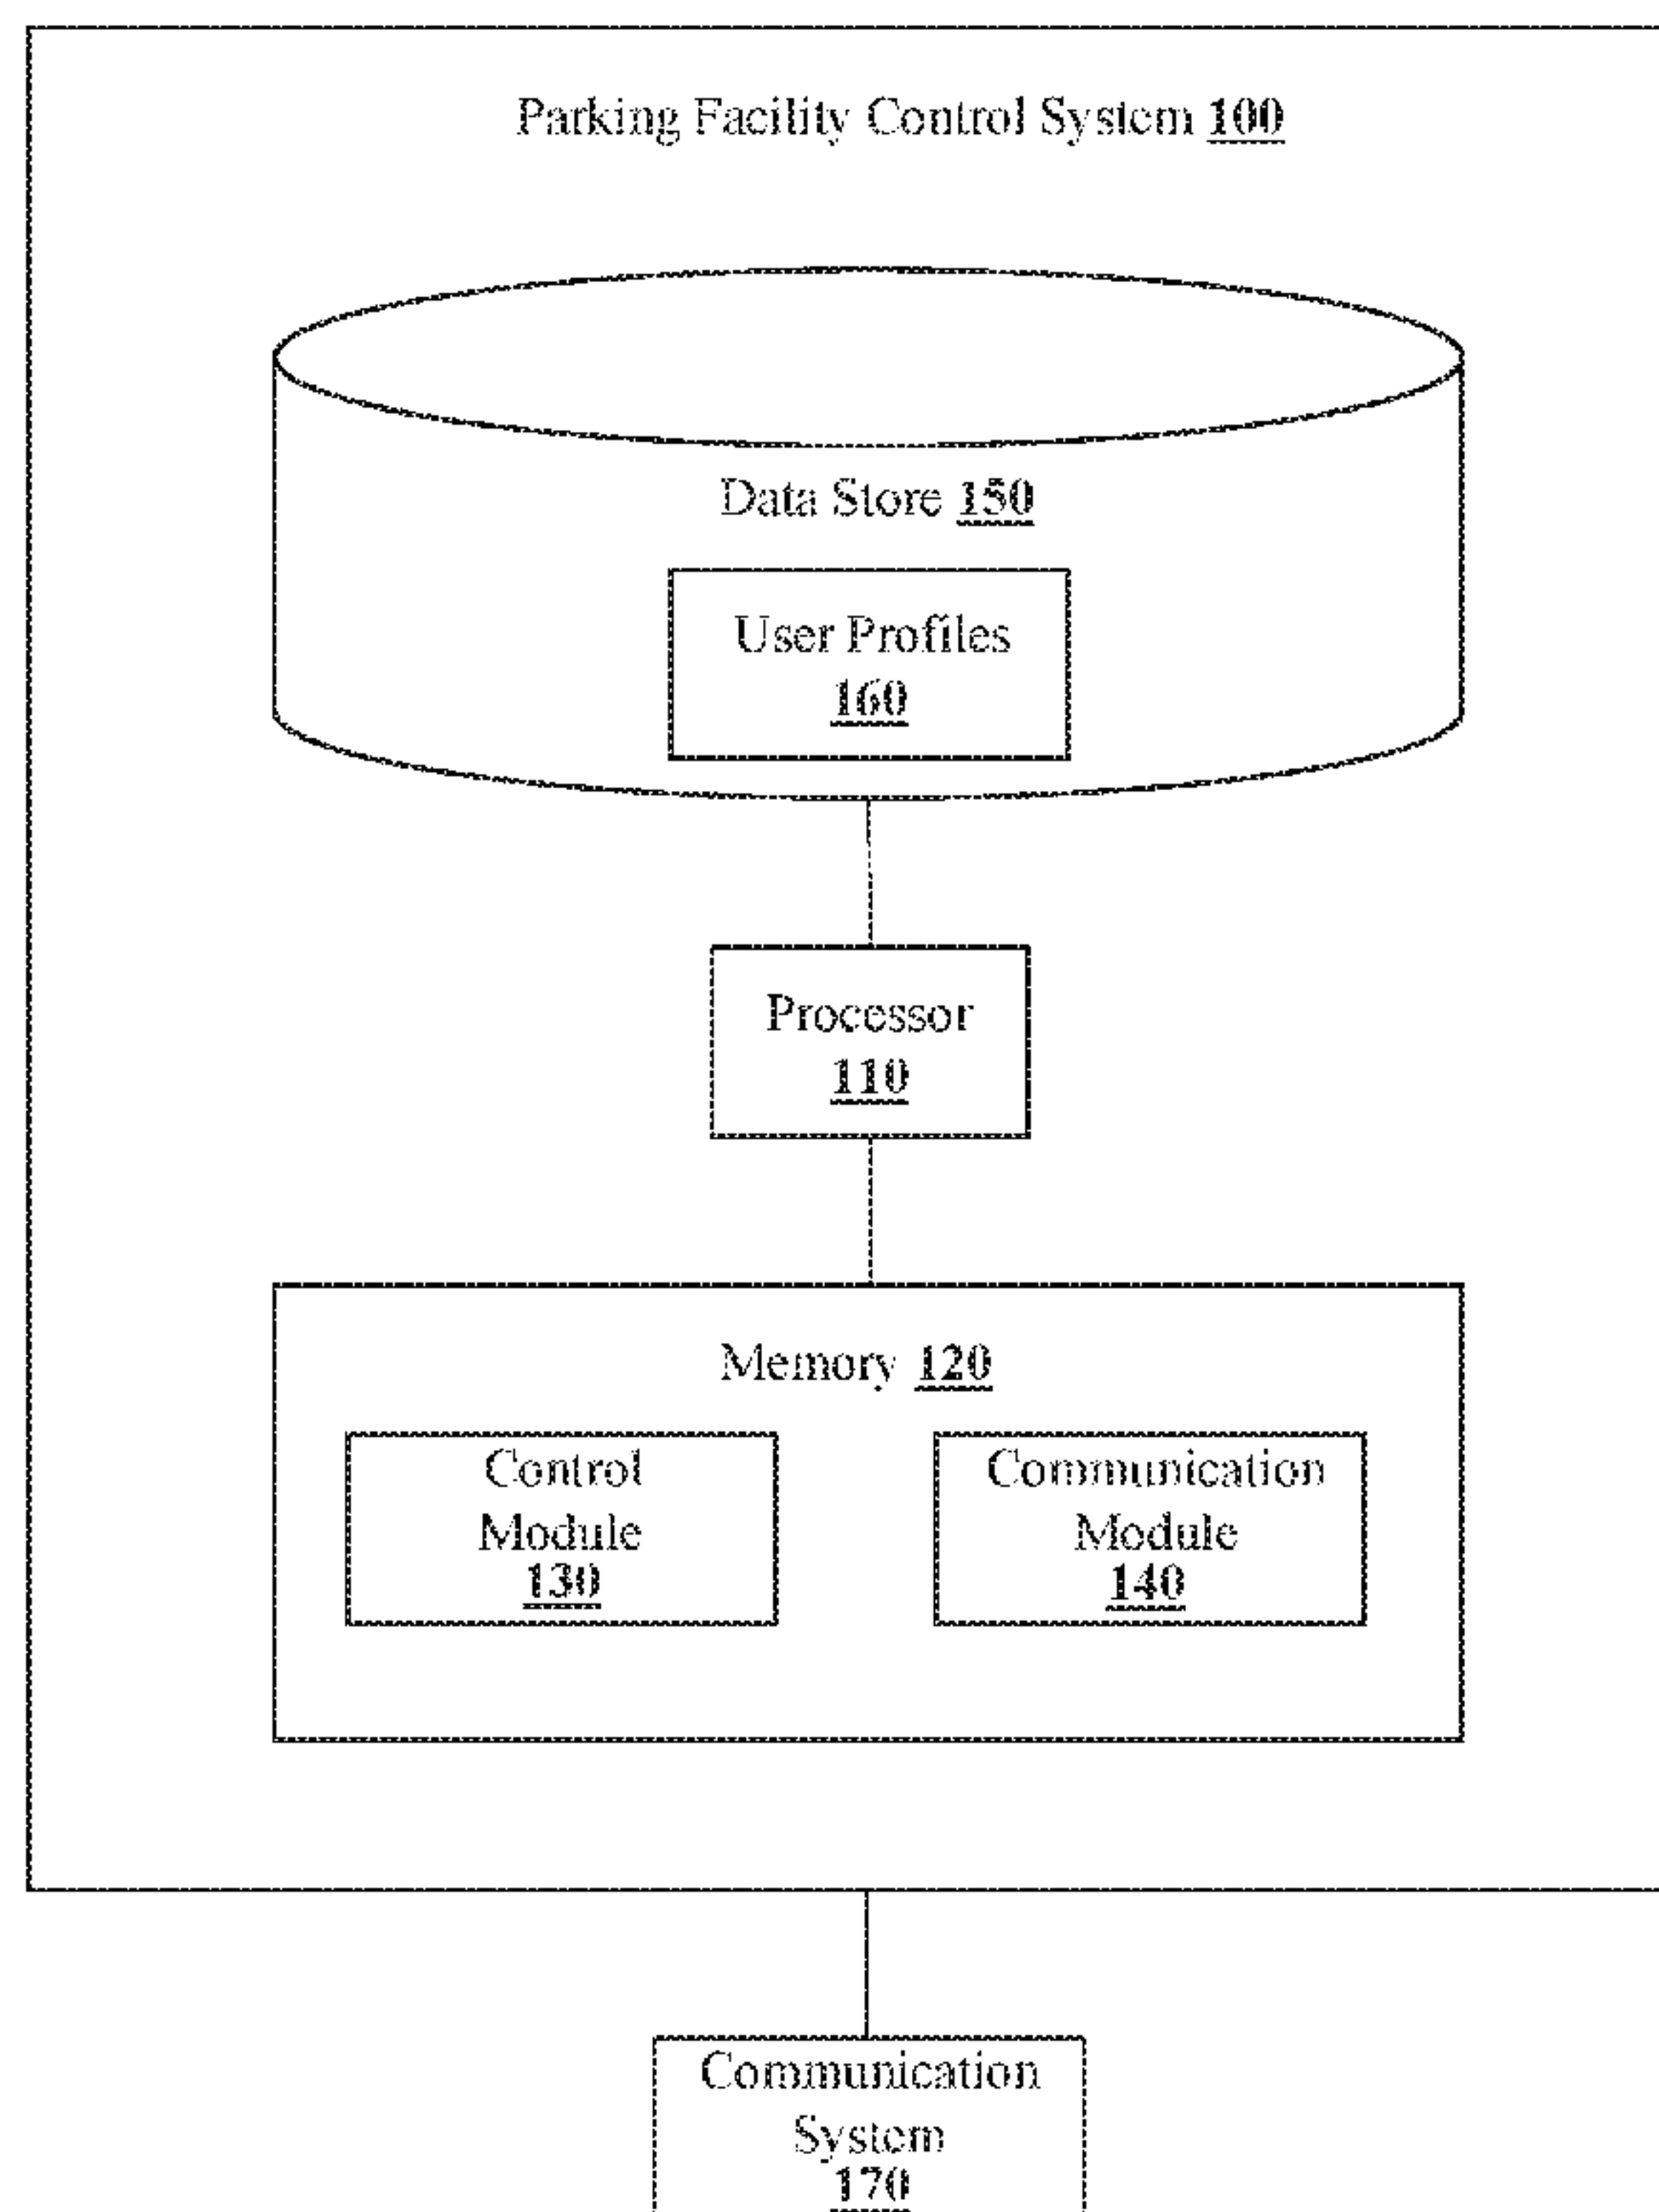 Parking Facility Control System 100
Data Store 150
User Profiles
160
Processor
110
Memory 120
Control
Module
130
Communication
Module
140
Communication
System
170